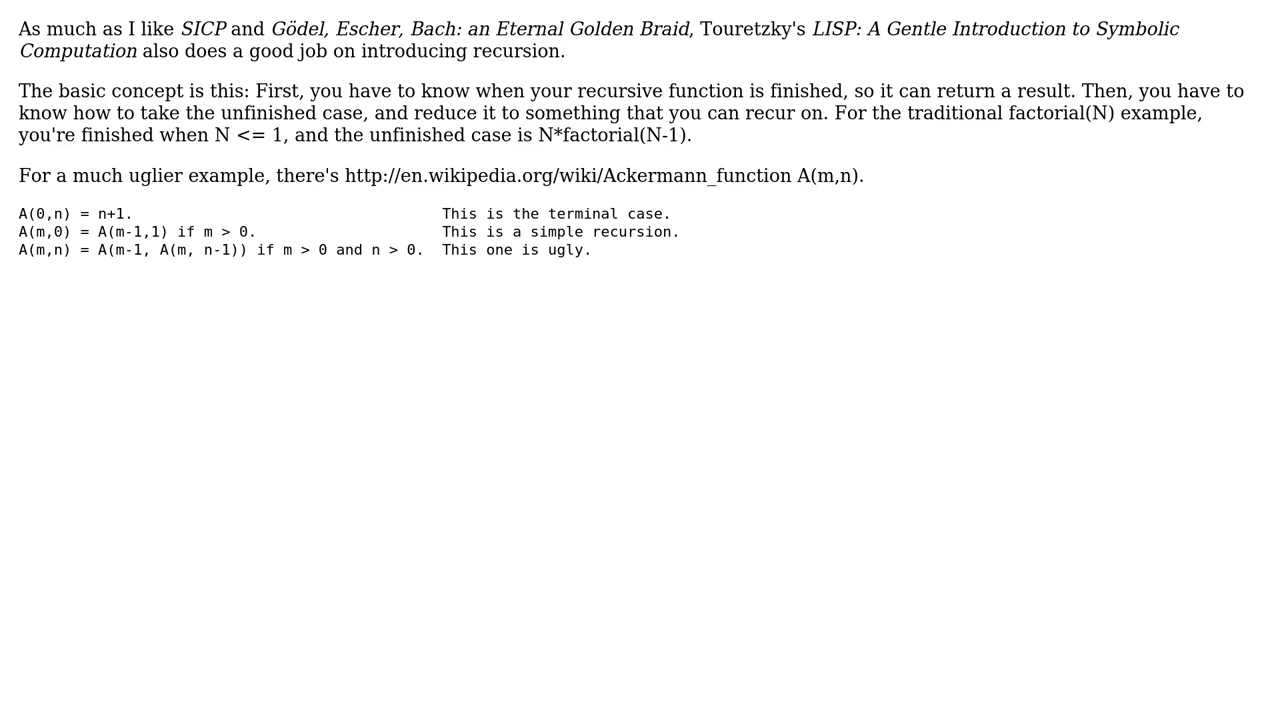 As much as I like SICP and Gödel, Escher, Bach: an Eternal Golden Braid, Touretzky's LISP: A Gentle Introduction to Symbolic
Computation also does a good job on introducing recursion.
The basic concept is this: First, you have to know when your recursive function is finished, so it can return a result. Then, you have to
know how to take the unfinished case, and reduce it to something that you can recur on. For the traditional factorial(N) example,
you're finished when N <= 1, and the unfinished case is N*factorial(N-1).
For a much uglier example, there's http://en.wikipedia.org/wiki/Ackermann_function A(m,n).
A(0,n) = n+1.                                   This is the terminal case.
A(m,0) = A(m-1,1) if m > 0.                     This is a simple recursion.
A(m,n) = A(m-1, A(m, n-1)) if m > 0 and n > 0.  This one is ugly.